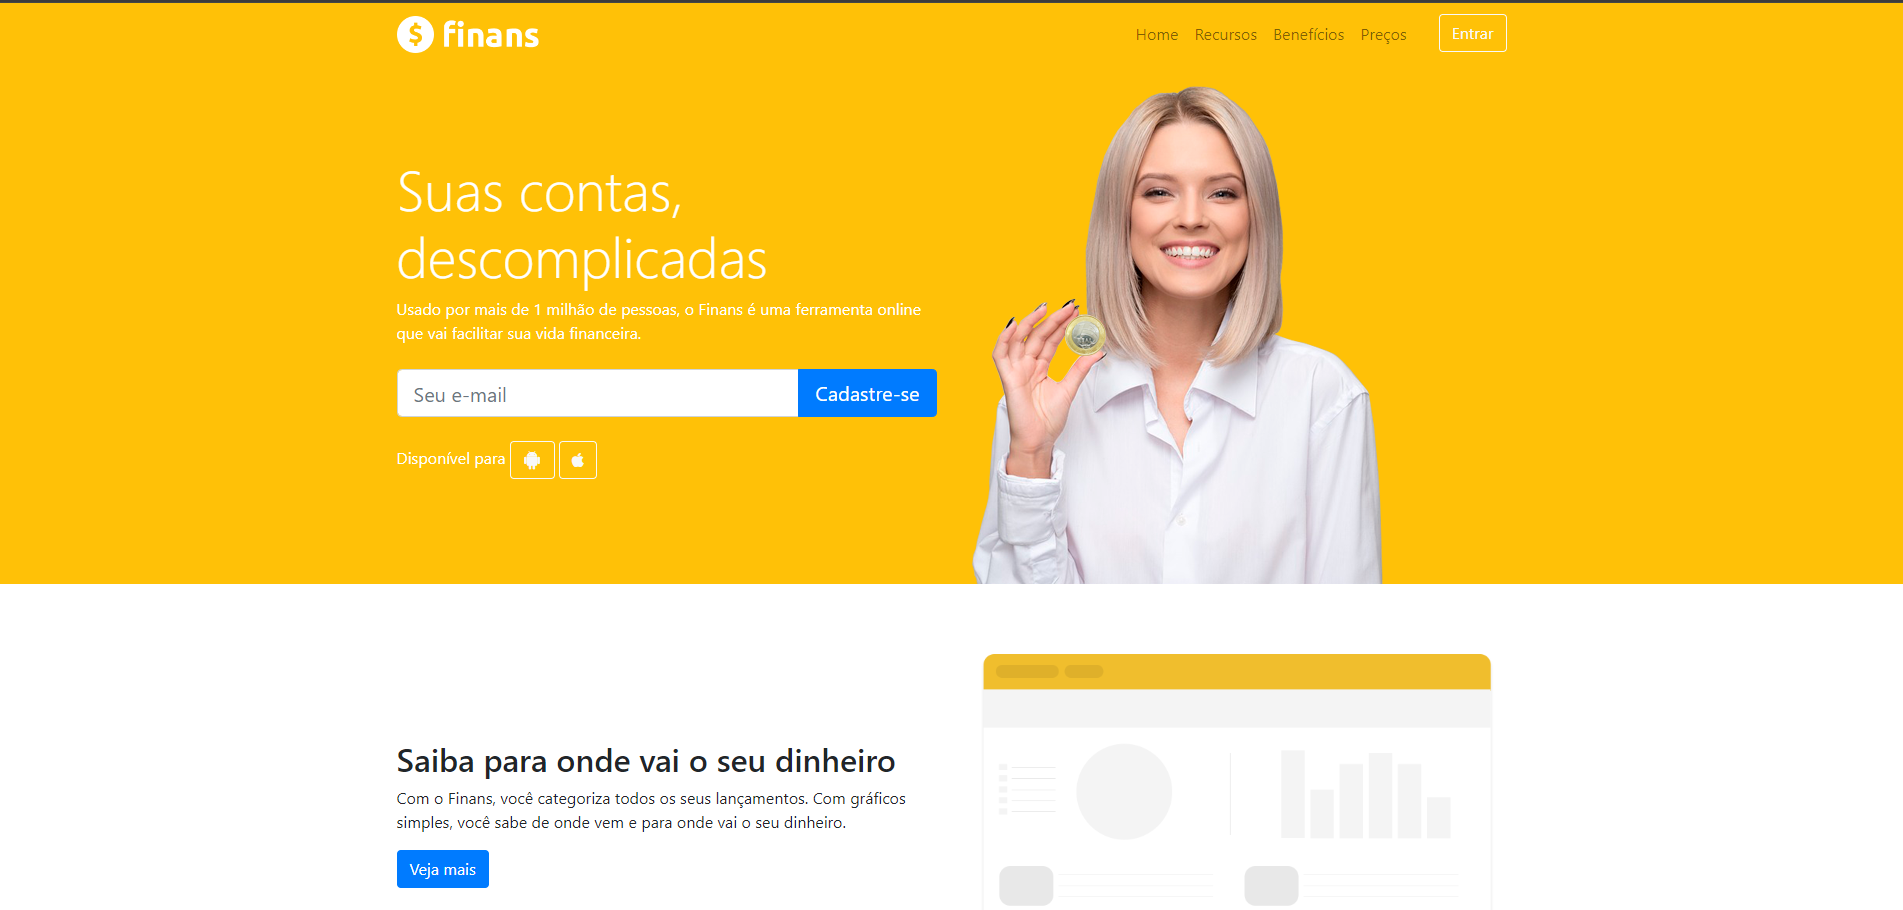 finans
Home Recursos Benefícios Preços Entrar
Suas contas,
descomplicadas
Usado por mais de 1 milhão de pessoas, o Finans é uma ferramenta online
que vai facilitar sua vida financeira.
Seu e-mail Cadastre-se
Disponível para
Saiba para onde vai o seu dinheiro
Com o Finans, você categoriza todos os seus lançamentos. Com gráficos
simples, você sabe de onde vem e para onde vai o seu dinheiro.
Veja mais